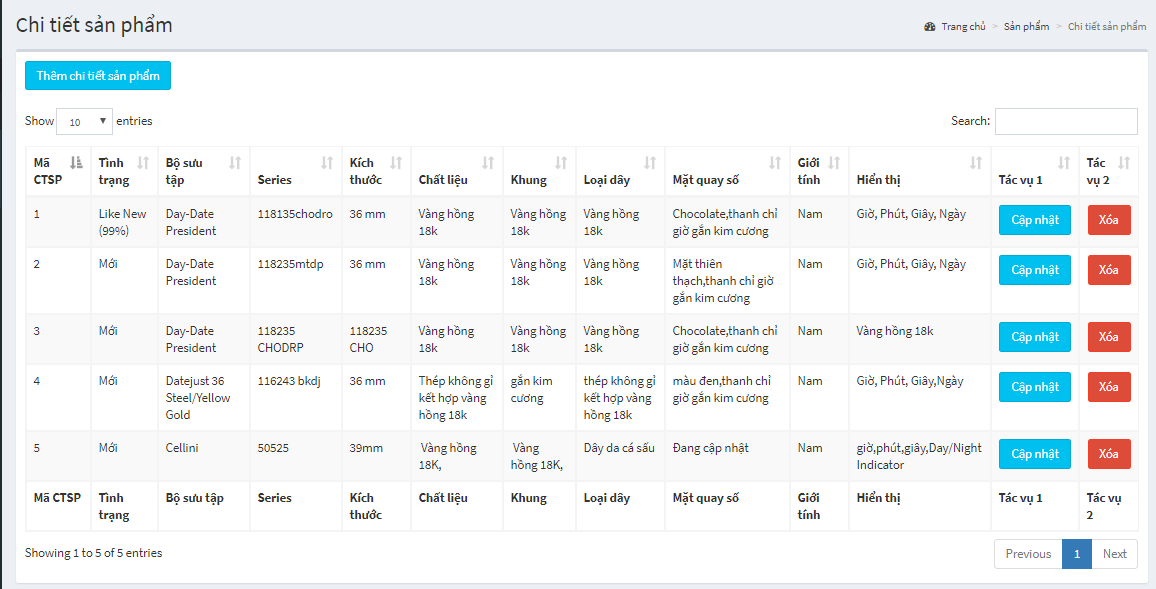 Chi tiết sản phẩm
Trang chủ > Sản phẩm > Chi tiết sản phẩm
Thêm chi tiết sản phẩm
Show 10 entries
Search:
Mã CTSP Tình trạng Bộ sưu tập Series Kích thước Chất liệu Khung Loại dây Mặt quay số Giới tính Hiển thị Tác vụ 1 Tác vụ 2
1 Like New (99%) Day-Date President 118135chodro 36 mm Vàng hồng 18k Vàng hồng 18k Vàng hồng 18k Chocolate,thanh chỉ giờ gắn kim cương Nam Giờ, Phút, Giây, Ngày Cập nhật Xóa
2 Mới Day-Date President 118235mtdp 36 mm Vàng hồng 18k Vàng hồng 18k Vàng hồng 18k Mặt thiên thạch,thanh chỉ giờ gắn kim cương Nam Giờ, Phút, Giây, Ngày Cập nhật Xóa
3 Mới Day-Date President 118235 CHODRP 118235 CHO Vàng hồng 18k Vàng hồng 18k Vàng hồng 18k Chocolate,thanh chỉ giờ gắn kim cương Nam Vàng hồng 18k Cập nhật Xóa
4 Mới Datejust 36 Steel/Yellow Gold 116243 bkdj 36 mm Thép không gỉ kết hợp vàng hồng 18k gắn kim cương thép không gỉ kết hợp vàng hồng 18k màu đen,thanh chỉ giờ gắn kim cương Nam Giờ, Phút, Giây,Ngày Cập nhật Xóa
5 Mới Cellini 50525 39mm Vàng hồng 18K, Vàng hồng 18K, Dây da cá sấu Đang cập nhật Nam giờ,phút,giây,Day/Night Indicator Cập nhật Xóa
Mã CTSP Tình trạng Bộ sưu tập Series Kích thước Chất liệu Khung Loại dây Mặt quay số Giới tính Hiển thị Tác vụ 1 Tác vụ 2
Showing 1 to 5 of 5 entries
Previous 1 Next